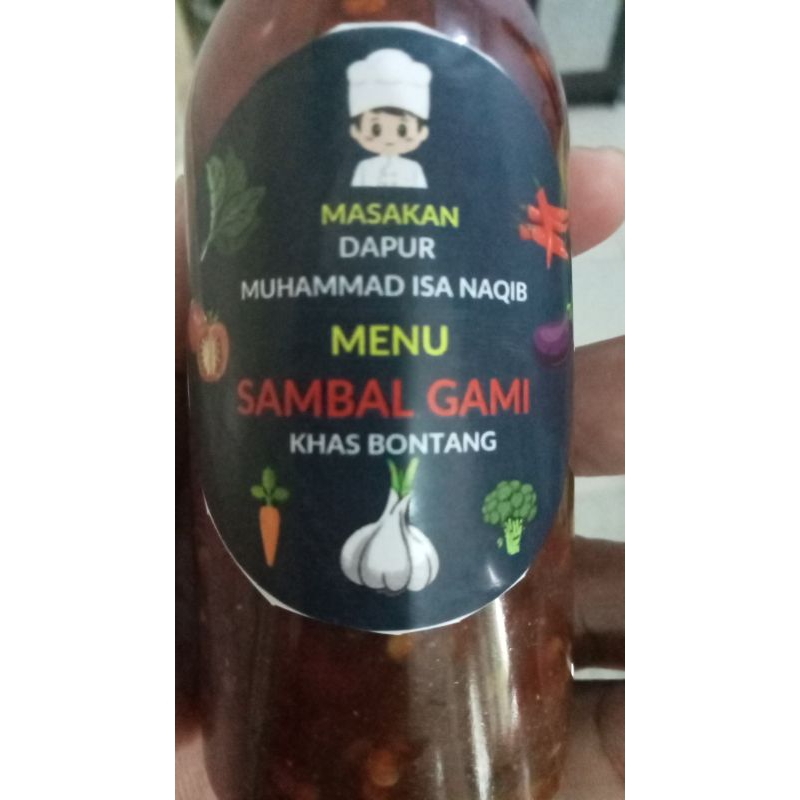 MASAKAN
DAPUR
MUHAMMAD ISA NAQIB
MENU
SAMBAL GAMI
KHAS BONTANG